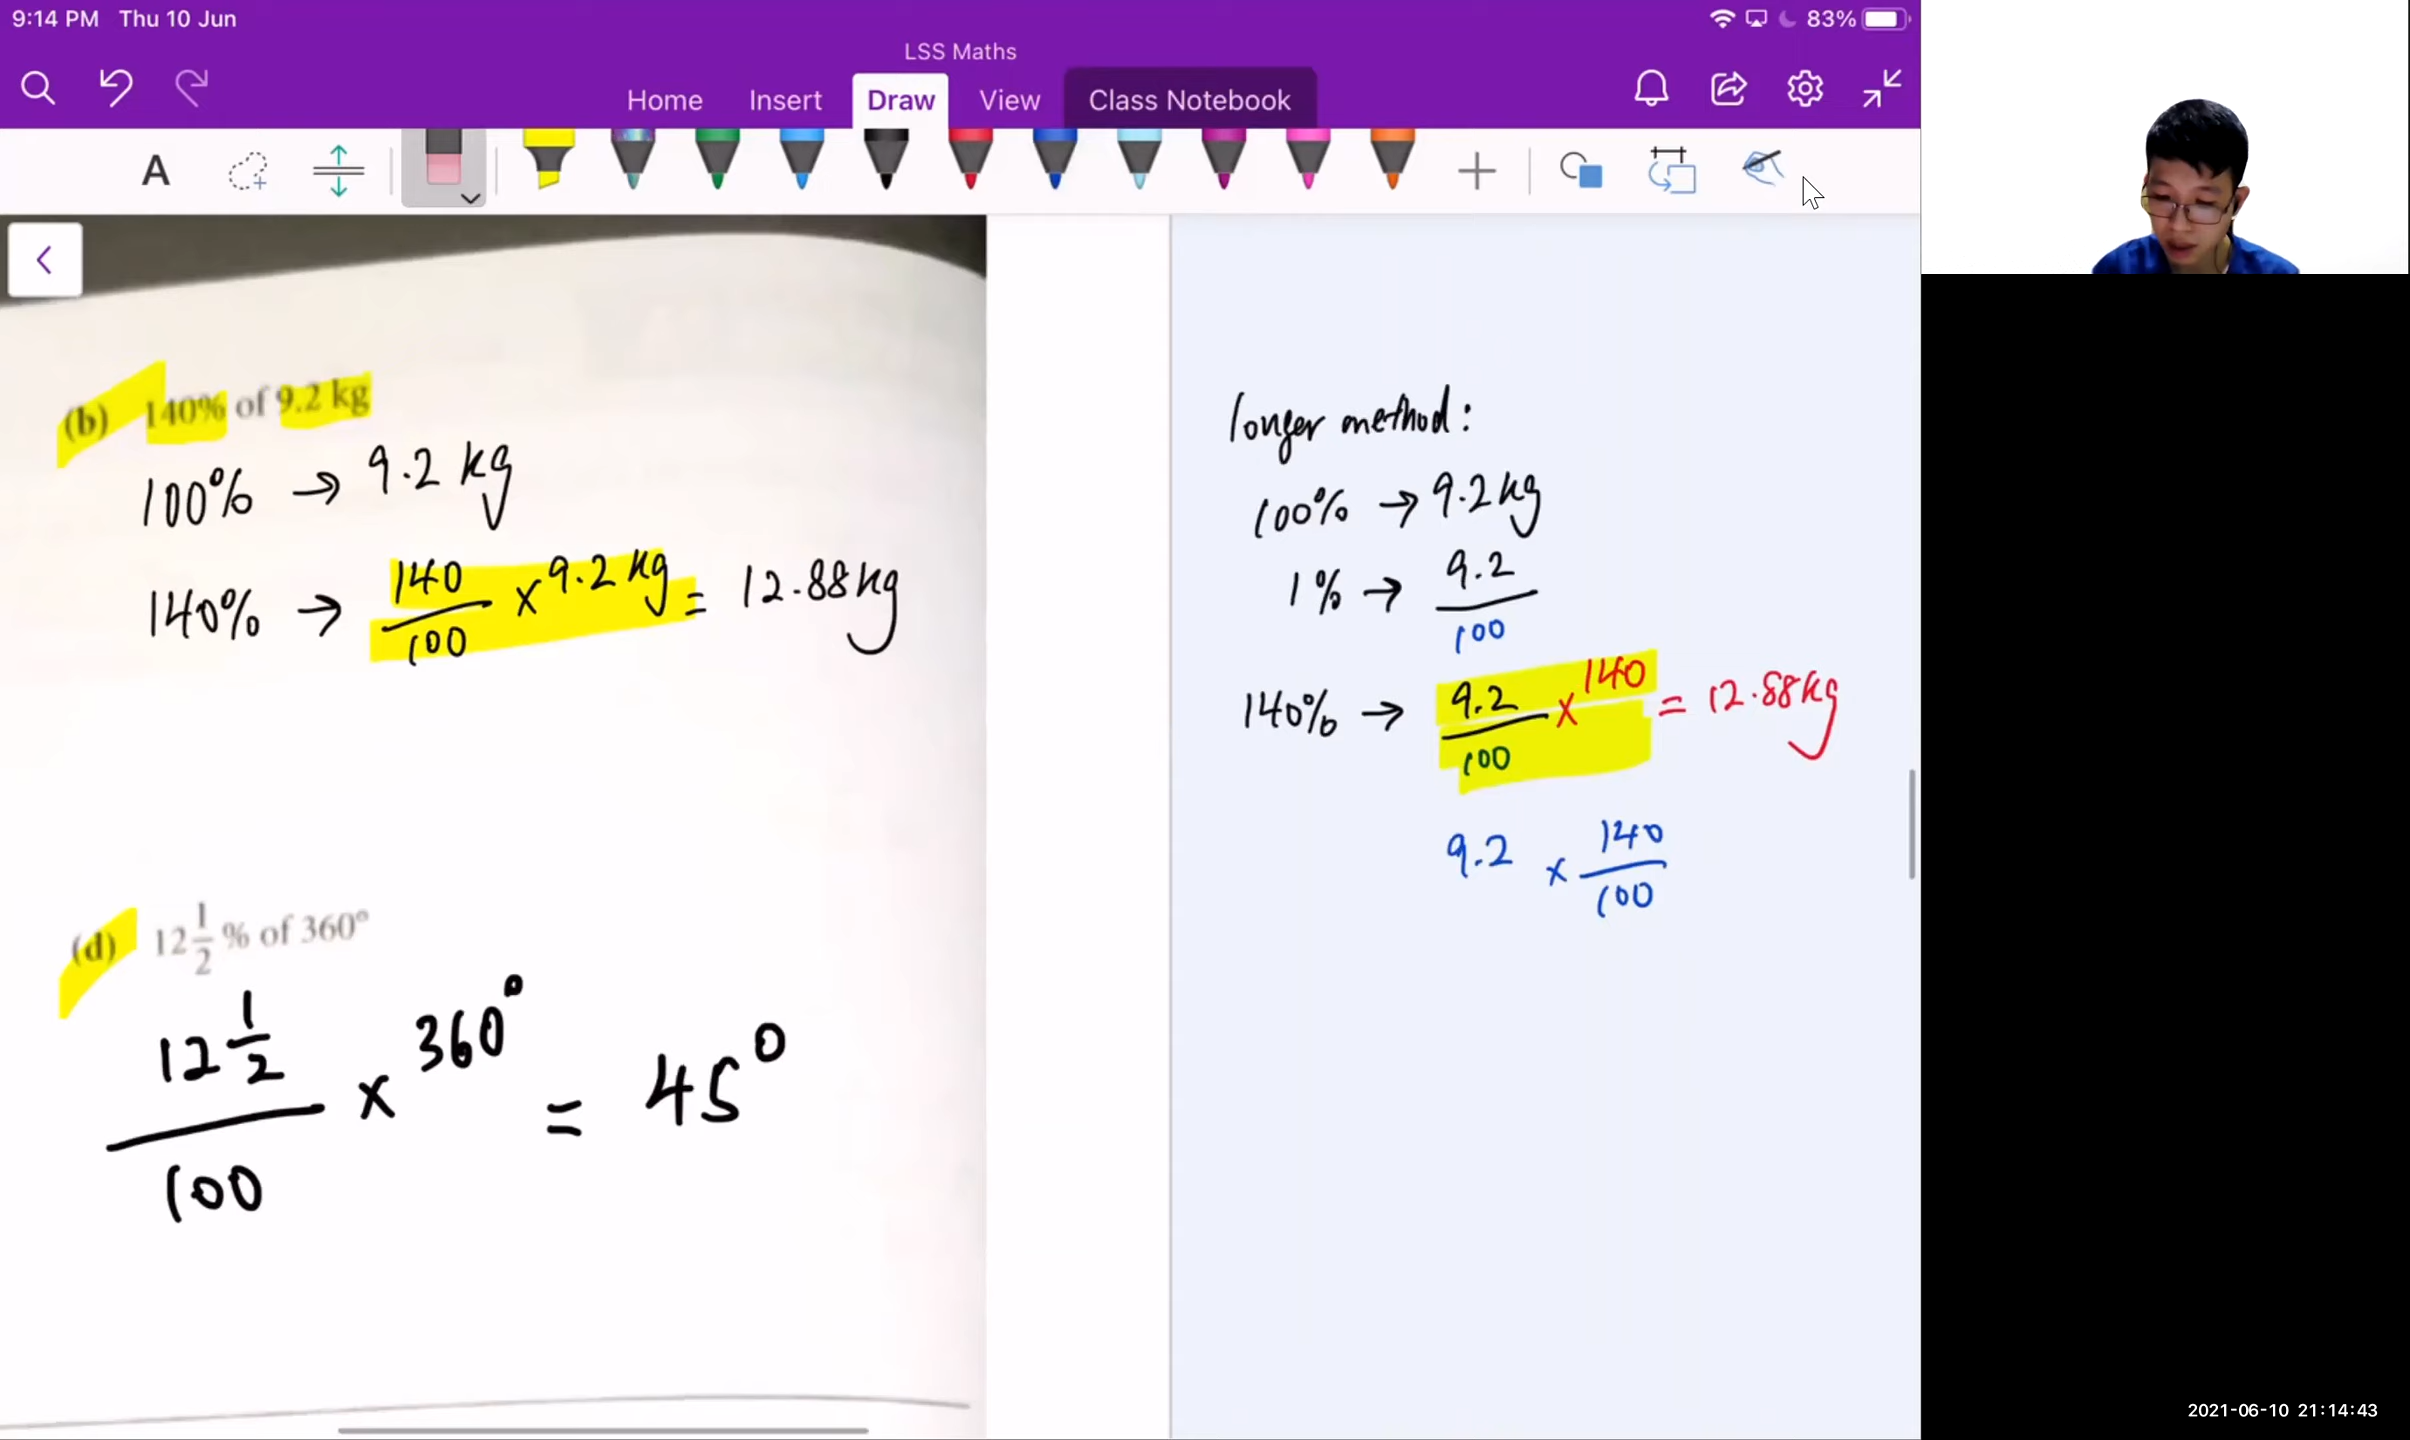 9:14 PM Thu 10 Jun
83%
LSS Maths
Home Insert Draw View Class Notebook
A
(b) 140% of 9.2 kg
100% → 9.2 kg
140% → 140/100 × 9.2 kg = 12.88 kg
(d) 12 1/2 % of 360°
12 1/2 / 100 × 360° = 45°
longer method:
100% → 9.2 kg
1% → 9.2/100
140% → 9.2/100 × 140 = 12.88 kg
9.2 × 140/100
2021-06-10 21:14:43